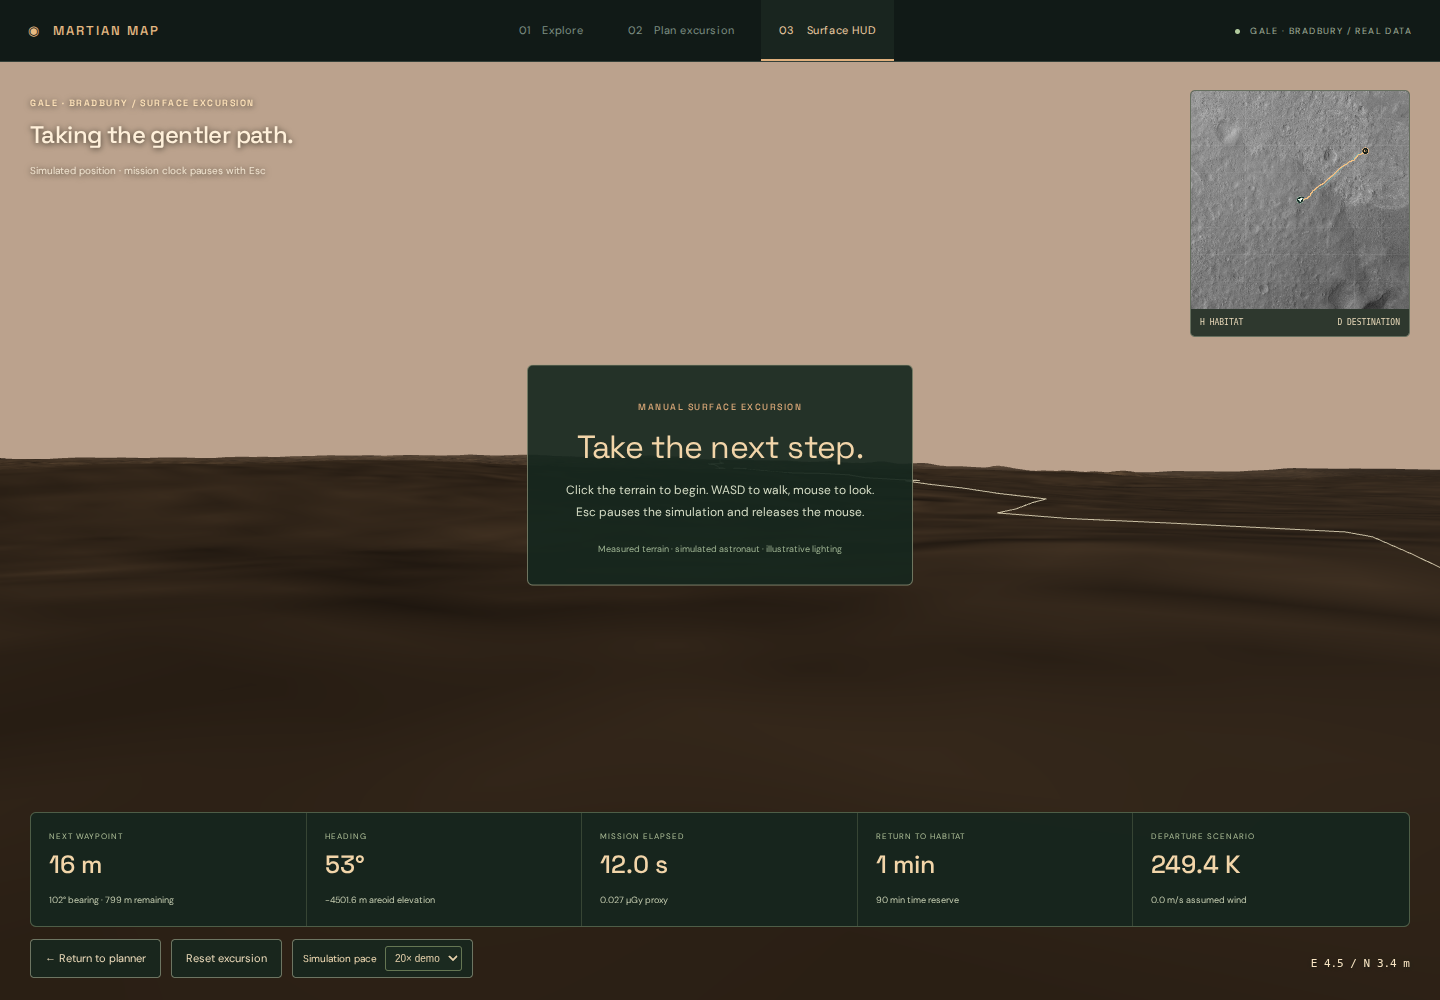 MARTIAN MAP
01 Explore
02 Plan excursion
03 Surface HUD
GALE · BRADBURY / REAL DATA
GALE · BRADBURY / SURFACE EXCURSION
Taking the gentler path.
Simulated position · mission clock pauses with Esc
H HABITAT
D DESTINATION
MANUAL SURFACE EXCURSION
Take the next step.
Click the terrain to begin. WASD to walk, mouse to look.
Esc pauses the simulation and releases the mouse.
Measured terrain · simulated astronaut · illustrative lighting
NEXT WAYPOINT
16 m
102° bearing · 799 m remaining
HEADING
53°
-4501.6 m areoid elevation
MISSION ELAPSED
12.0 s
0.027 µGy proxy
RETURN TO HABITAT
1 min
90 min time reserve
DEPARTURE SCENARIO
249.4 K
0.0 m/s assumed wind
← Return to planner
Reset excursion
Simulation pace
20× demo
E 4.5 / N 3.4 m